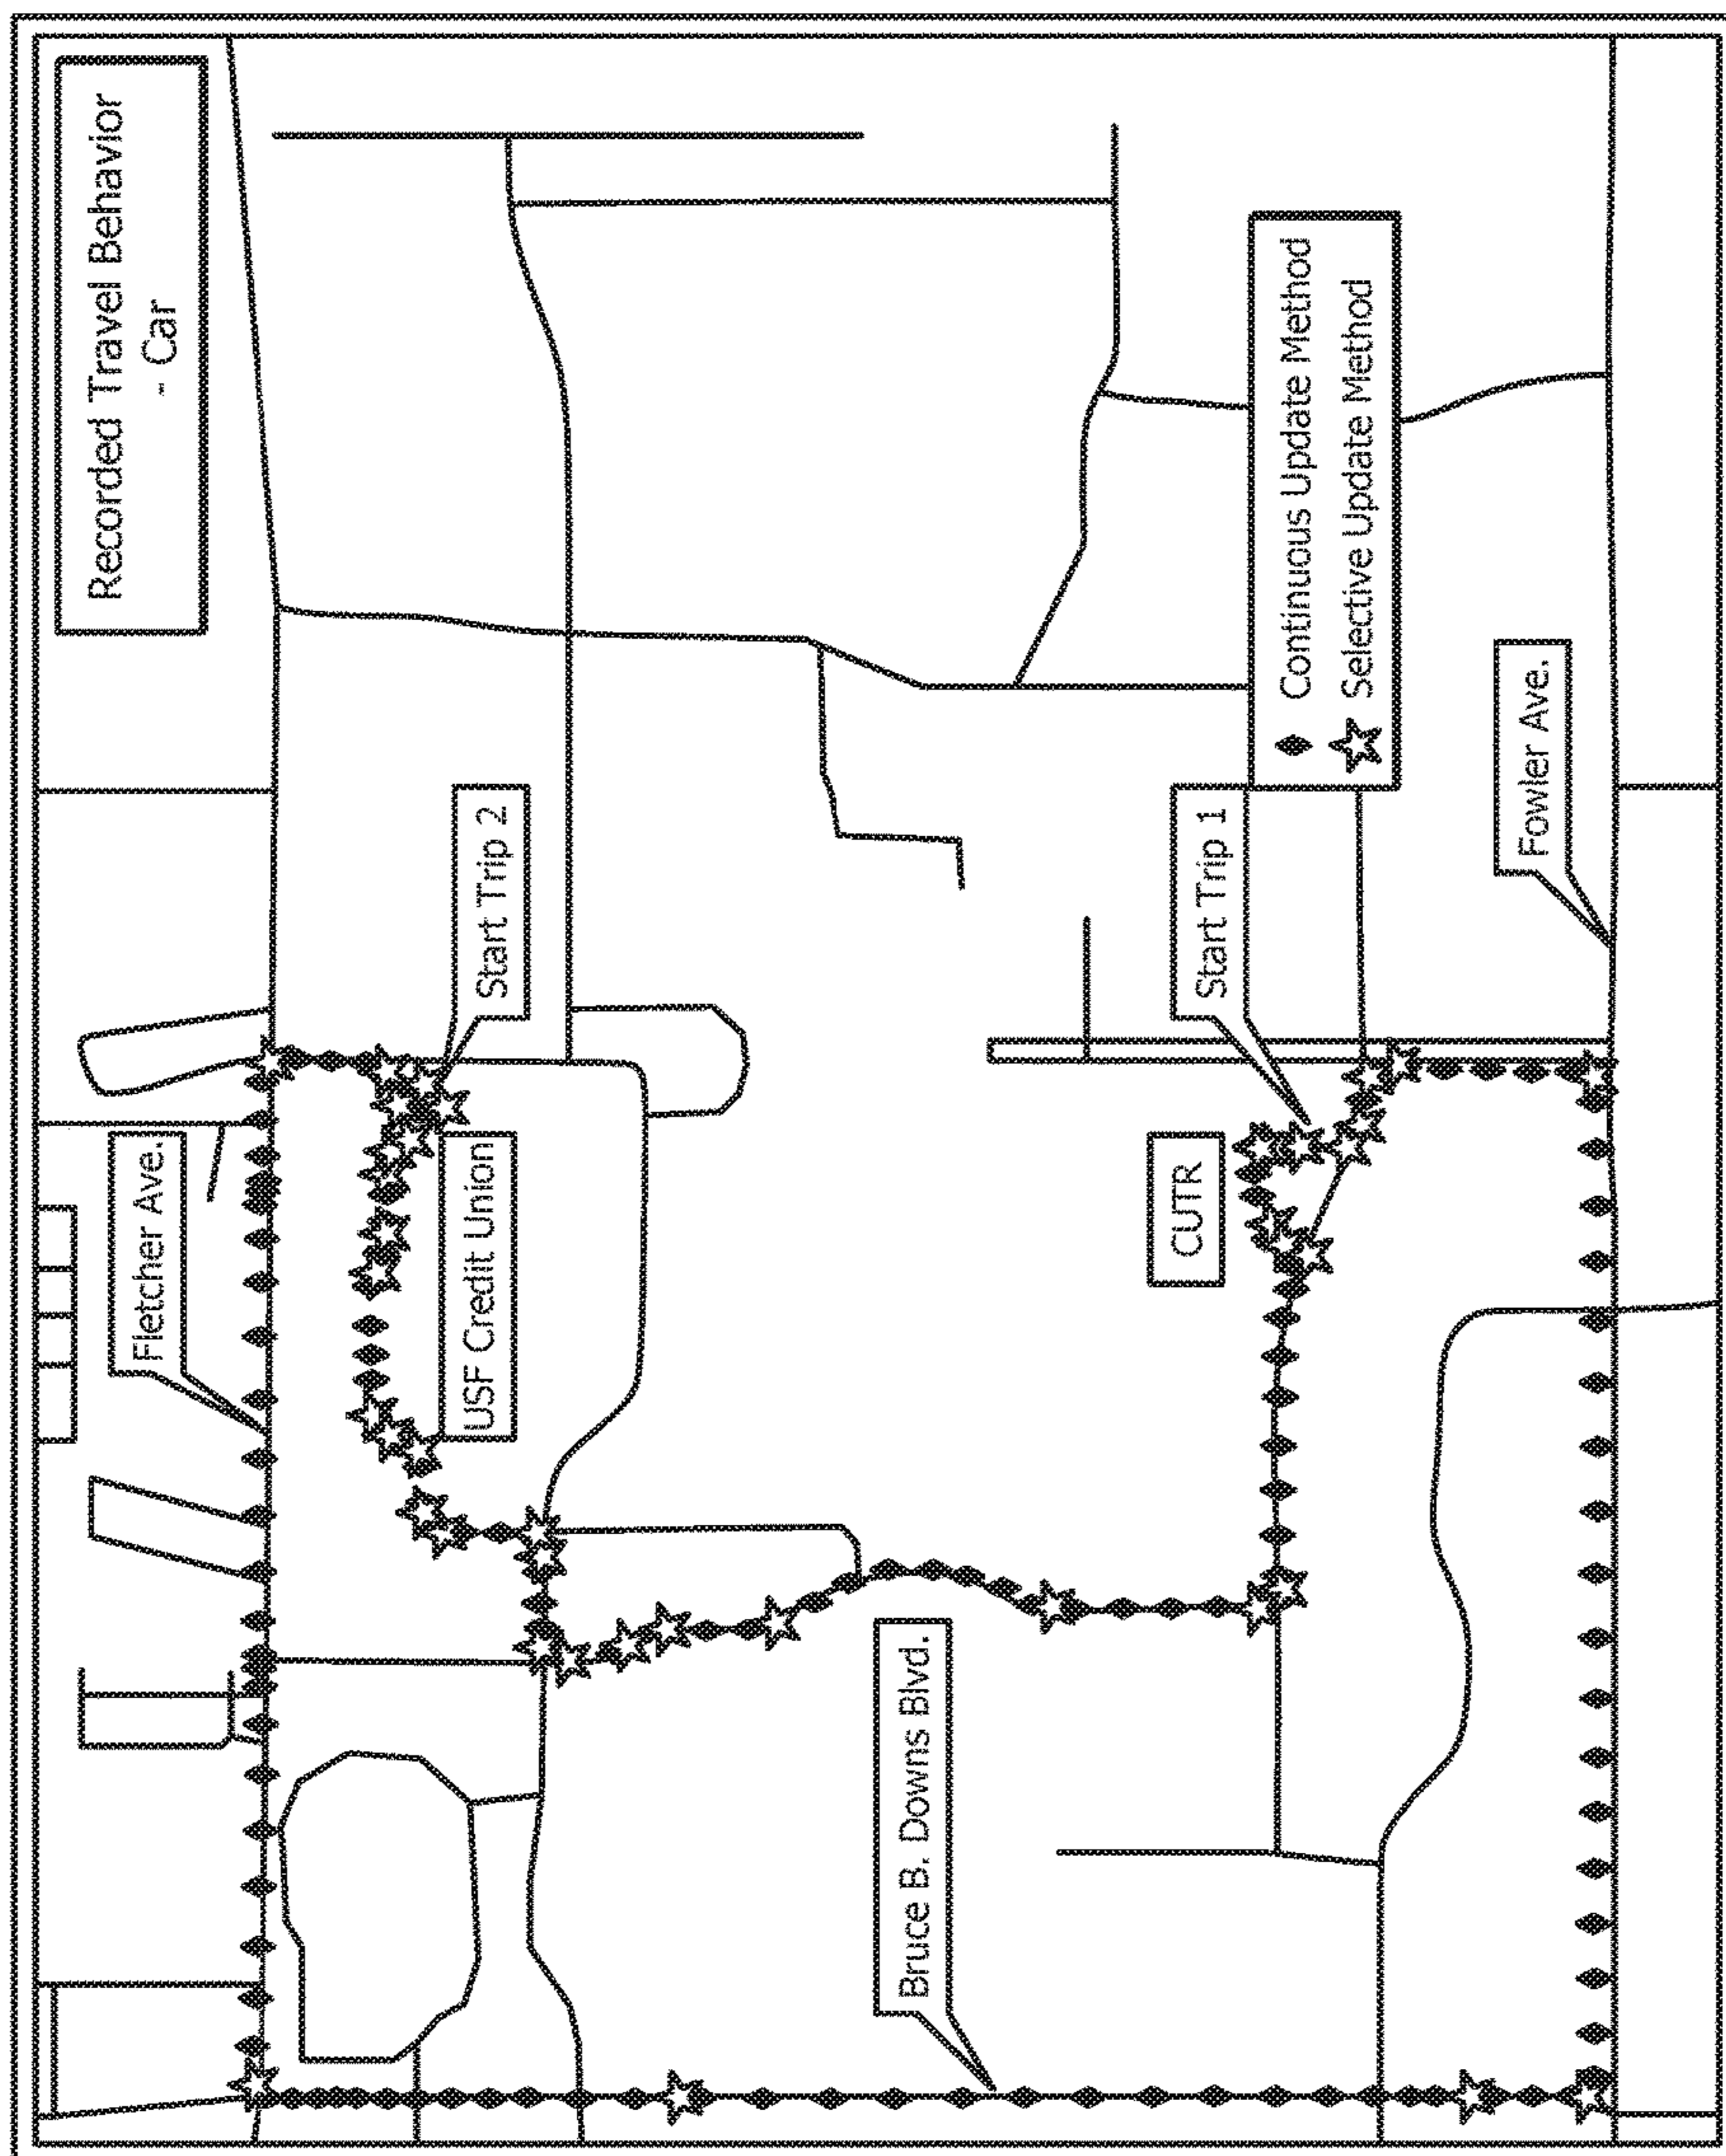 Recorded Travel Behavior
- Car
Fletcher Ave.
Start Trip 2
USF Credit Union
Bruce B. Downs Blvd.
CUTR
Start Trip 1
Continuous Update Method
Selective Update Method
Fowler Ave.